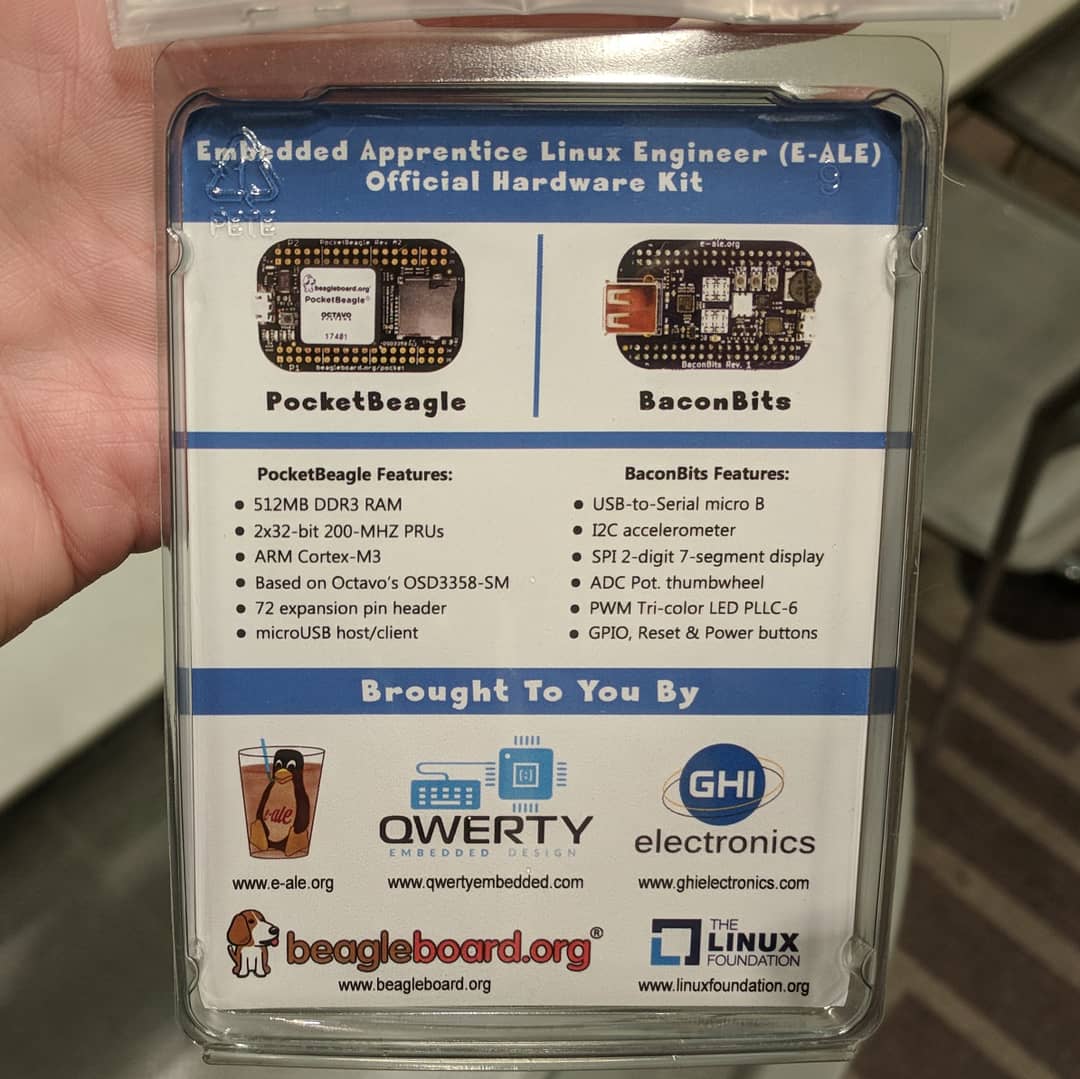 Embedded Apprentice Linux Engineer (E-ALE)
Official Hardware Kit
1
PETE
9
P2 PocketBeagle Rev A2
beagleboard.org®
PocketBeagle®
OCTAVO
SYSTEMS
17401
P1 beagleboard.org/pocket
e-ale.org
BaconBits Rev. 1
PocketBeagle
BaconBits
PocketBeagle Features:
● 512MB DDR3 RAM
● 2x32-bit 200-MHZ PRUs
● ARM Cortex-M3
● Based on Octavo's OSD3358-SM
● 72 expansion pin header
● microUSB host/client
BaconBits Features:
● USB-to-Serial micro B
● I2C accelerometer
● SPI 2-digit 7-segment display
● ADC Pot. thumbwheel
● PWM Tri-color LED PLLC-6
● GPIO, Reset & Power buttons
Brought To You By
e-ale
www.e-ale.org
QWERTY
EMBEDDED DESIGN
www.qwertyembedded.com
GHI
electronics
www.ghielectronics.com
beagleboard.org®
www.beagleboard.org
THE
LINUX
FOUNDATION
www.linuxfoundation.org